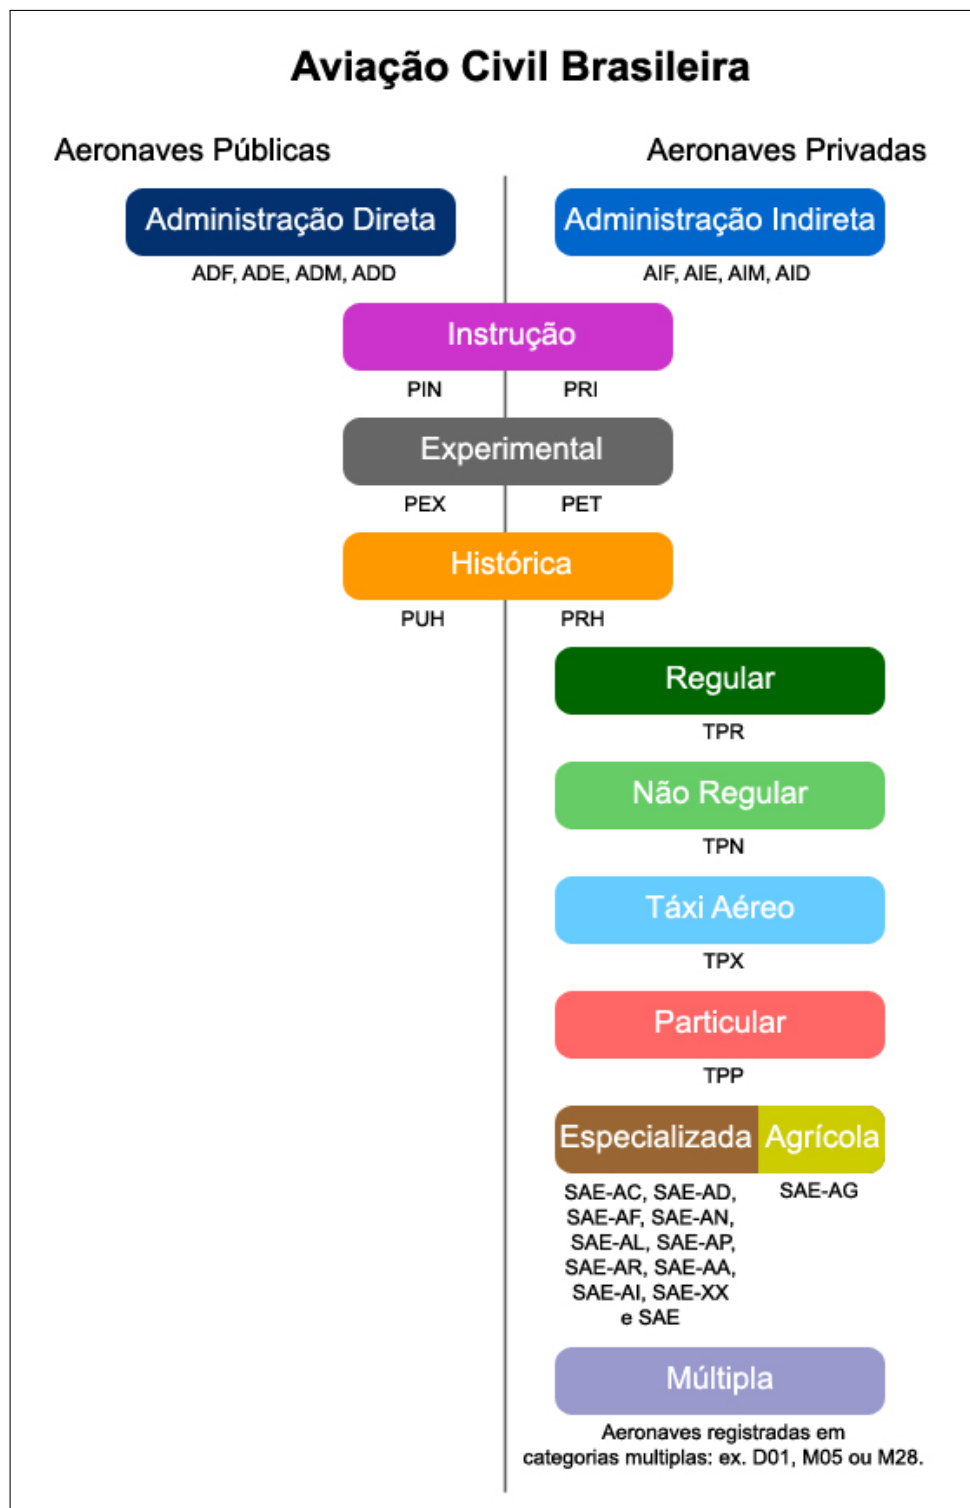 Aviação Civil Brasileira
Aeronaves Públicas
Aeronaves Privadas
Administração Direta
Administração Indireta
ADF, ADE, ADM, ADD
AIF, AIE, AIM, AID
Instrução
PIN
PRI
Experimental
PEX
PET
Histórica
PUH
PRH
Regular
TPR
Não Regular
TPN
Táxi Aéreo
TPX
Particular
TPP
Especializada
Agrícola
SAE-AC, SAE-AD,
SAE-AF, SAE-AN,
SAE-AL, SAE-AP,
SAE-AR, SAE-AA,
SAE-AI, SAE-XX
e SAE
SAE-AG
Múltipla
Aeronaves registradas em
categorias multiplas: ex. D01, M05 ou M28.